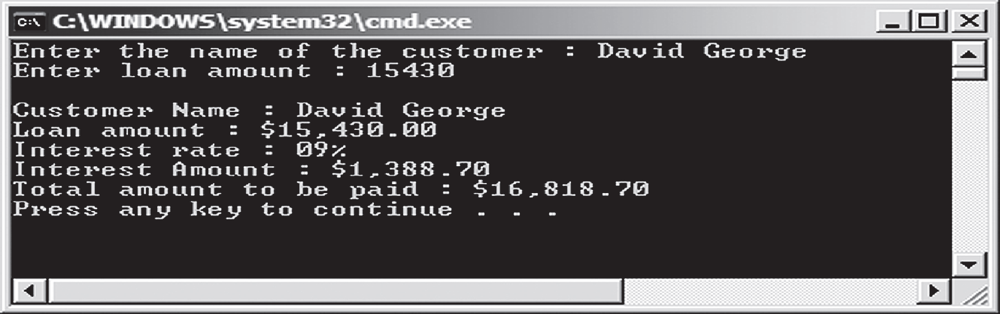 C:\WINDOWS\system32\cmd.exe
Enter the name of the customer : David George
Enter loan amount : 15430
Customer Name : David George
Loan amount : $15,430.00
Interest rate : 09%
Interest Amount : $1,388.70
Total amount to be paid : $16,818.70
Press any key to continue . . .